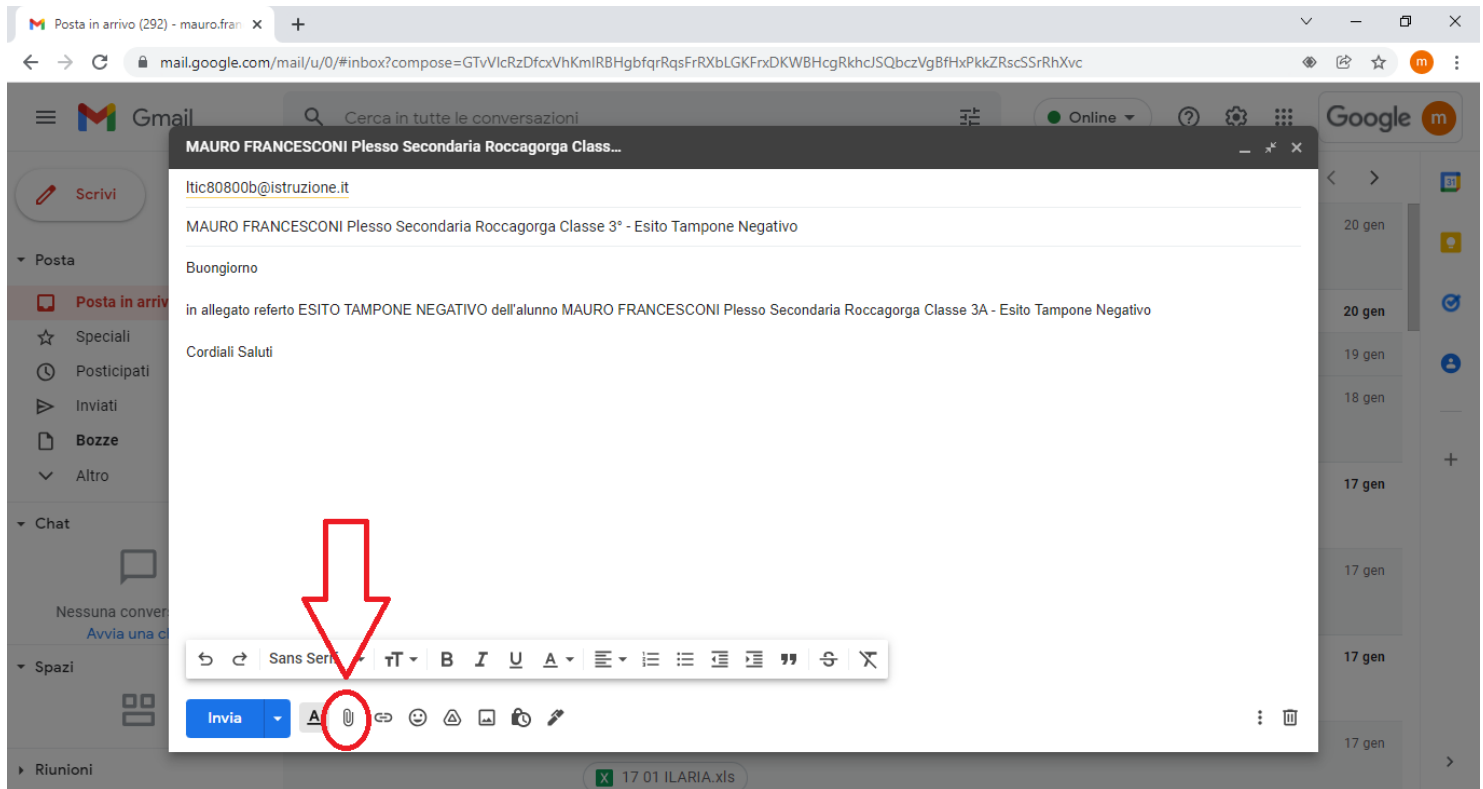 Posta in arrivo (292) - mauro.fran
mail.google.com/mail/u/0/#inbox?compose=GTvVlcRzDfcxVhKmlRBHgbfqrRqsFrRXbLGKFrxDKWBHcgRkhcJSQbczVgBfHxPkkZRscSSrRhXvc
m
Gmail
Cerca in tutte le conversazioni
Online
Google
m
MAURO FRANCESCONI Plesso Secondaria Roccagorga Class...
ltic80800b@istruzione.it
MAURO FRANCESCONI Plesso Secondaria Roccagorga Classe 3° - Esito Tampone Negativo
Buongiorno
in allegato referto ESITO TAMPONE NEGATIVO dell'alunno MAURO FRANCESCONI Plesso Secondaria Roccagorga Classe 3A - Esito Tampone Negativo
Cordiali Saluti
Sans Serif
Invia
Scrivi
Posta
Posta in arriv
Speciali
Posticipati
Inviati
Bozze
Altro
Chat
Nessuna conver
Avvia una c
Spazi
Riunioni
17 01 ILARIA.xls
20 gen
20 gen
19 gen
18 gen
17 gen
17 gen
17 gen
17 gen
31